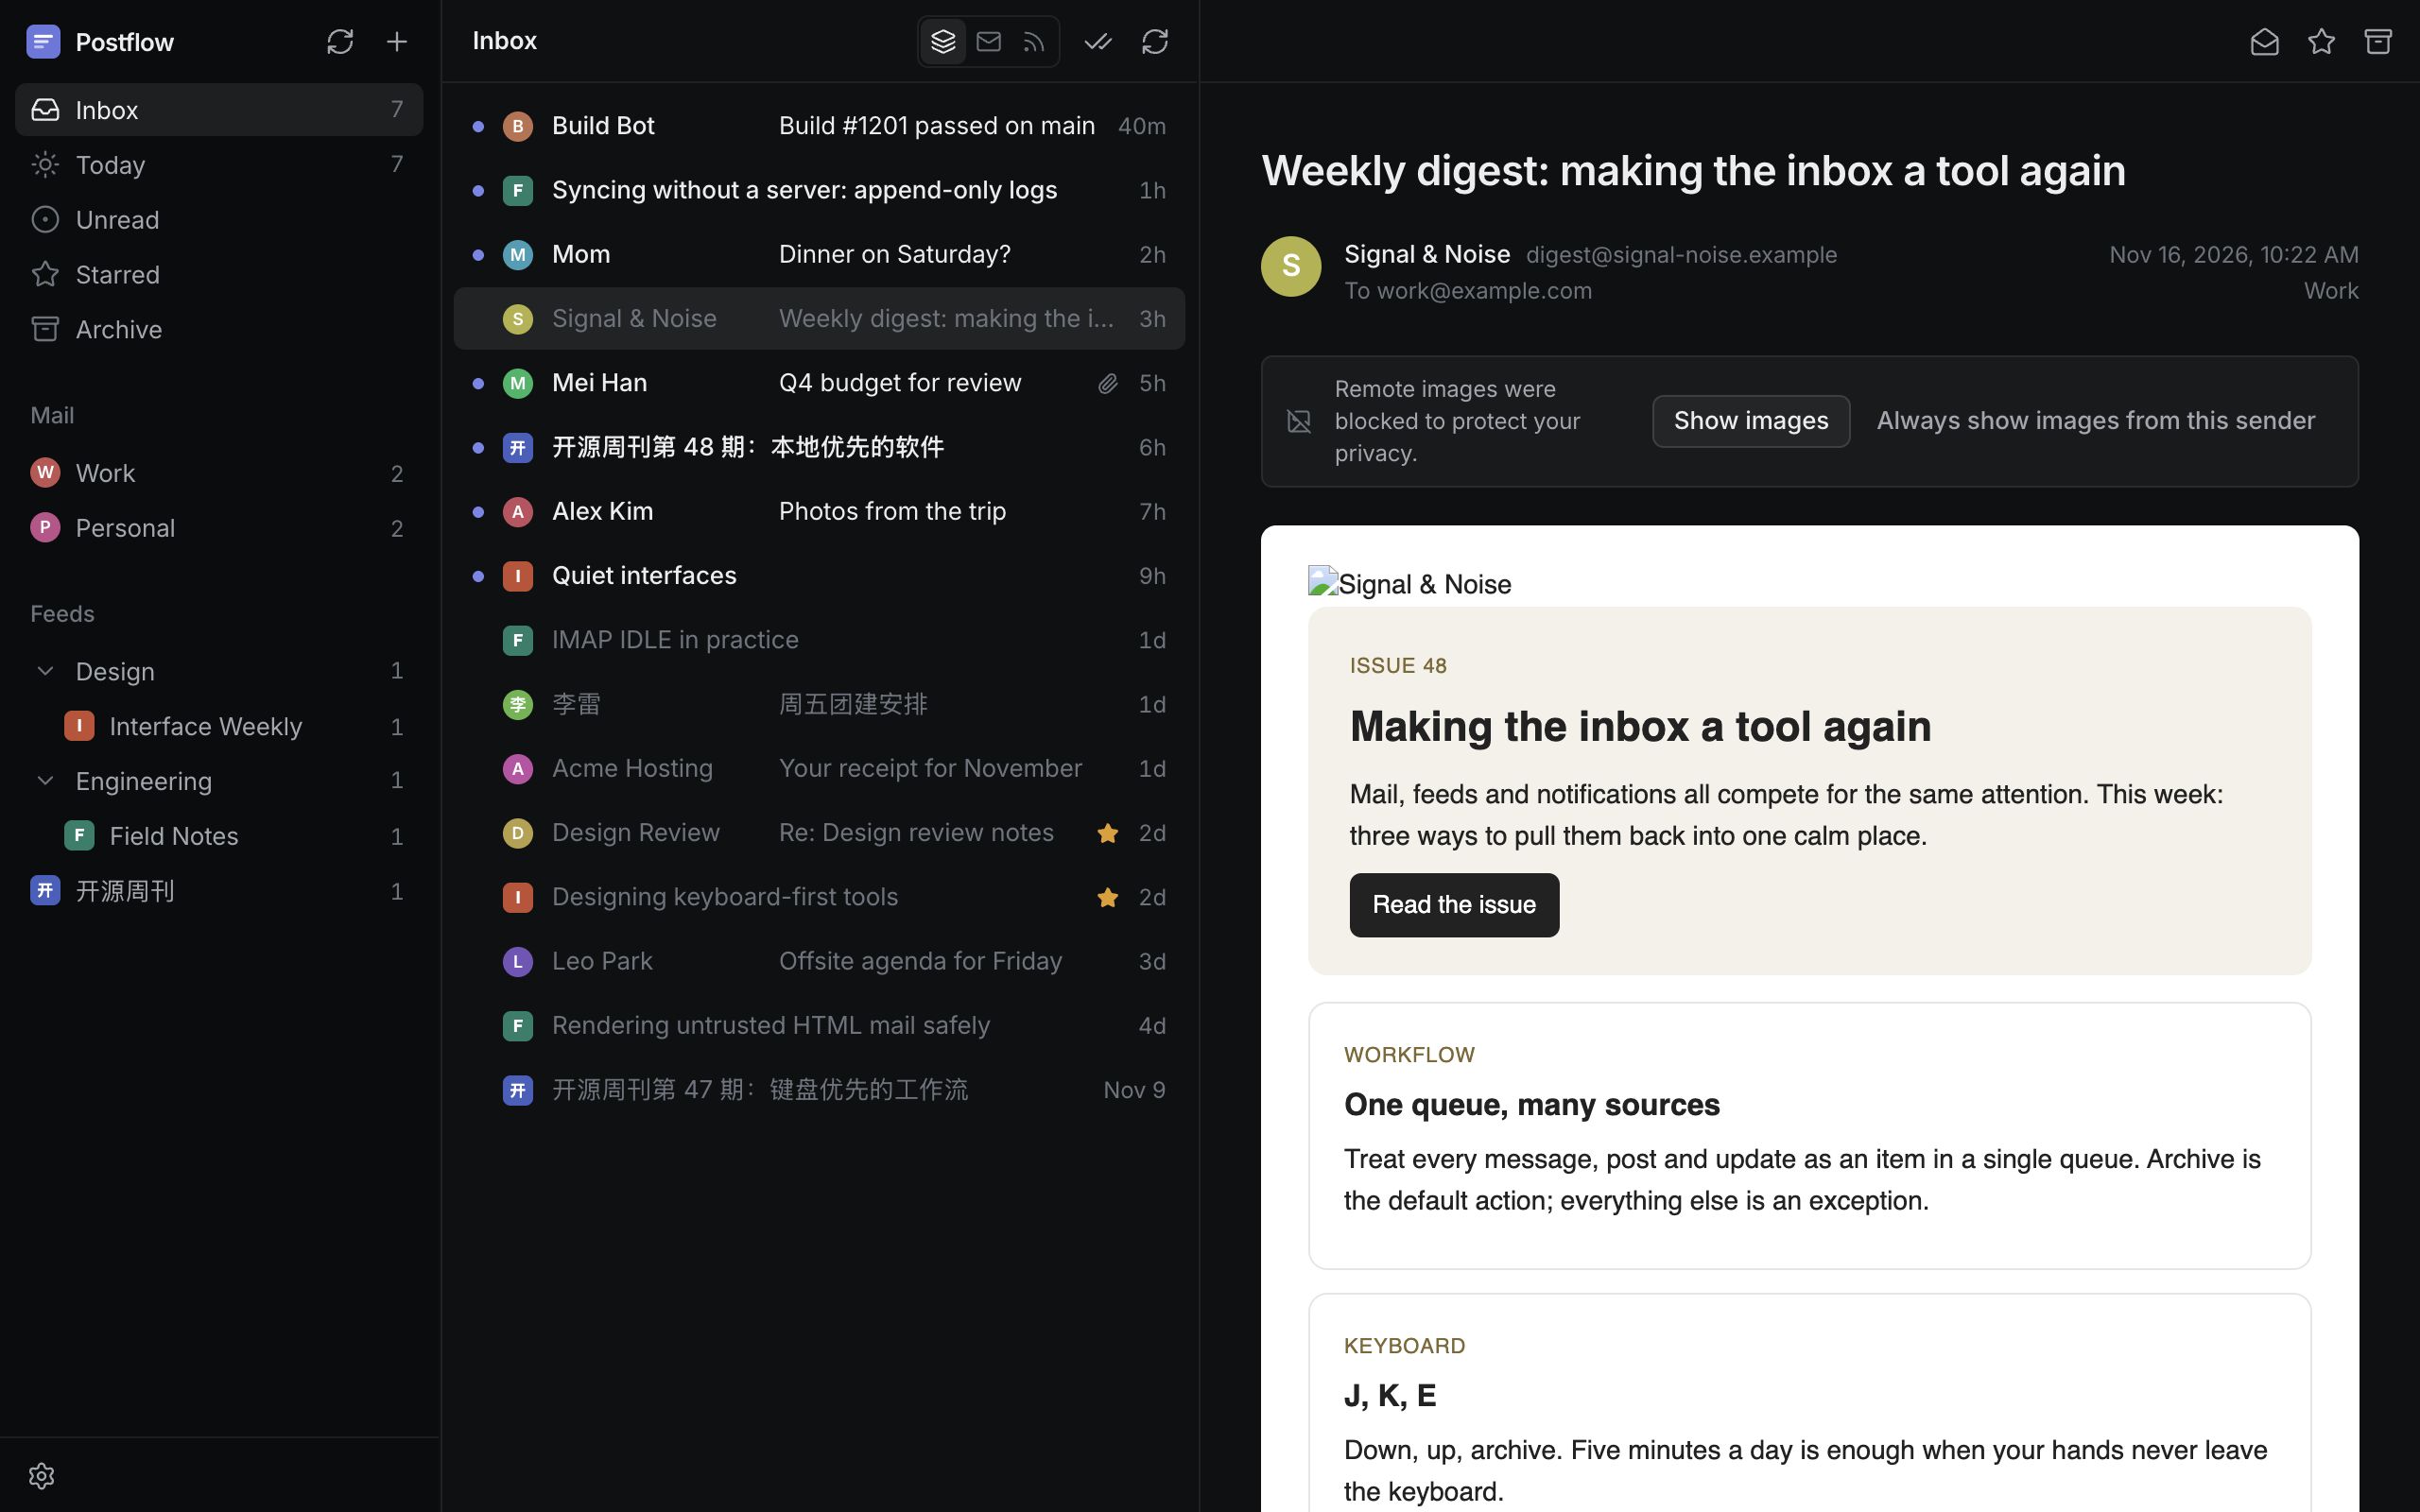 Postflow
Inbox 7
Today 7
Unread
Starred
Archive
Mail
W Work 2
P Personal 2
Feeds
Design 1
I Interface Weekly 1
Engineering 1
F Field Notes 1
开 开源周刊 1
Inbox
B Build Bot Build #1201 passed on main 40m
F Syncing without a server: append-only logs 1h
M Mom Dinner on Saturday? 2h
S Signal & Noise Weekly digest: making the i... 3h
M Mei Han Q4 budget for review 5h
开 开源周刊第 48 期：本地优先的软件 6h
A Alex Kim Photos from the trip 7h
I Quiet interfaces 9h
F IMAP IDLE in practice 1d
李 李雷 周五团建安排 1d
A Acme Hosting Your receipt for November 1d
D Design Review Re: Design review notes 2d
I Designing keyboard-first tools 2d
L Leo Park Offsite agenda for Friday 3d
F Rendering untrusted HTML mail safely 4d
开 开源周刊第 47 期：键盘优先的工作流 Nov 9
Weekly digest: making the inbox a tool again
S Signal & Noise digest@signal-noise.example Nov 16, 2026, 10:22 AM
To work@example.com Work
Remote images were
blocked to protect your
privacy.
Show images Always show images from this sender
Signal & Noise
ISSUE 48
Making the inbox a tool again
Mail, feeds and notifications all compete for the same attention. This week:
three ways to pull them back into one calm place.
Read the issue
WORKFLOW
One queue, many sources
Treat every message, post and update as an item in a single queue. Archive is
the default action; everything else is an exception.
KEYBOARD
J, K, E
Down, up, archive. Five minutes a day is enough when your hands never leave
the keyboard.